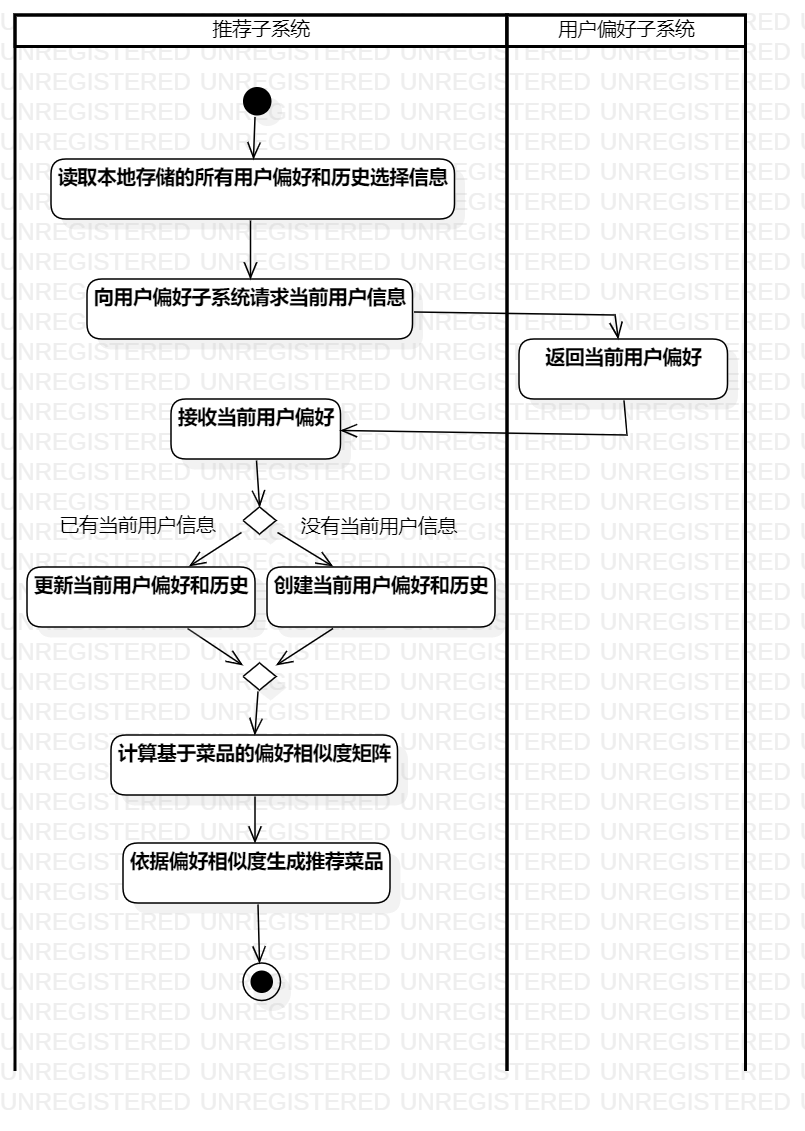 推荐子系统
用户偏好子系统
读取本地存储的所有用户偏好和历史选择信息
向用户偏好子系统请求当前用户信息
返回当前用户偏好
接收当前用户偏好
已有当前用户信息
没有当前用户信息
更新当前用户偏好和历史
创建当前用户偏好和历史
计算基于菜品的偏好相似度矩阵
依据偏好相似度生成推荐菜品
UNREGISTERED